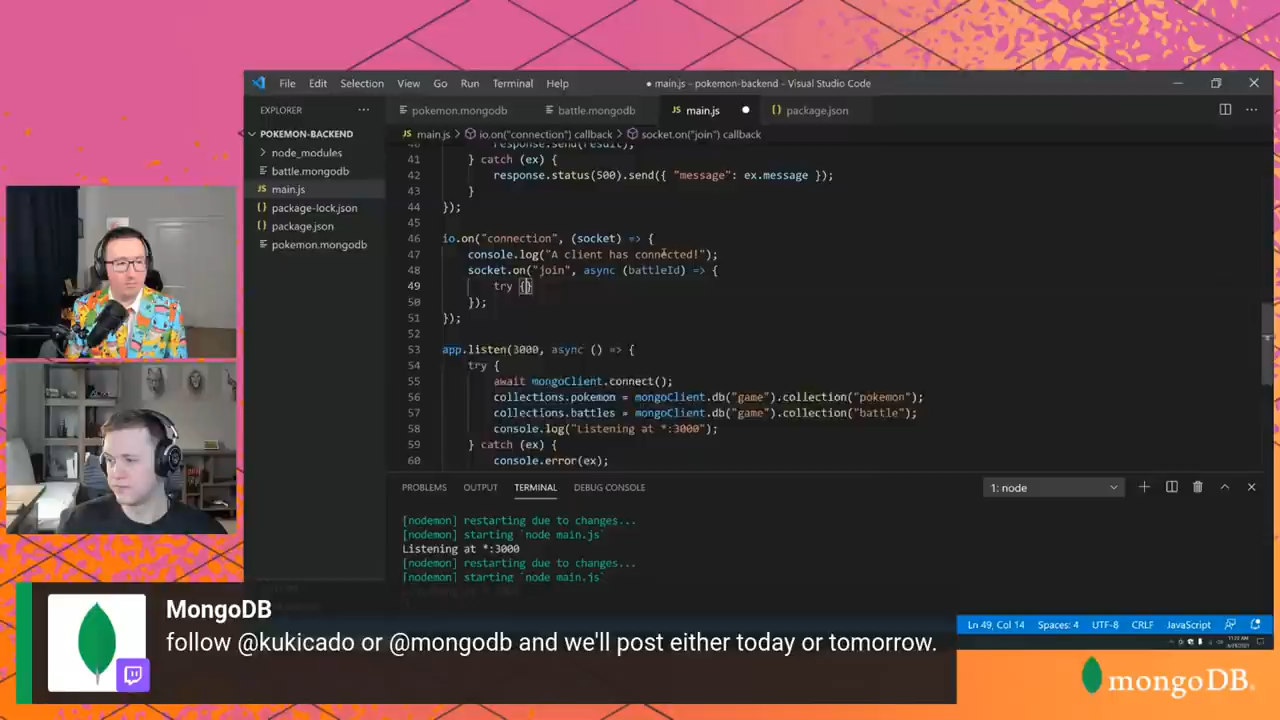 File Edit Selection View Go Run Terminal Help
● main.js - pokemon-backend - Visual Studio Code
EXPLORER
POKEMON-BACKEND
node_modules
battle.mongodb
JS main.js
{} package-lock.json
{} package.json
pokemon.mongodb
pokemon.mongodb battle.mongodb JS main.js ● {} package.json
JS main.js > io.on("connection") callback > socket.on("join") callback
40 response.send(result);
41 } catch (ex) {
42 response.status(500).send({ "message": ex.message });
43 }
44 });
45
46 io.on("connection", (socket) => {
47 console.log("A client has connected!");
48 socket.on("join", async (battleId) => {
49 try {}
50 });
51 });
52
53 app.listen(3000, async () => {
54 try {
55 await mongoClient.connect();
56 collections.pokemon = mongoClient.db("game").collection("pokemon");
57 collections.battles = mongoClient.db("game").collection("battle");
58 console.log("Listening at *:3000");
59 } catch (ex) {
60 console.error(ex);
PROBLEMS OUTPUT TERMINAL DEBUG CONSOLE
1: node
[nodemon] restarting due to changes...
[nodemon] starting `node main.js`
Listening at *:3000
[nodemon] restarting due to changes...
[nodemon] starting `node main.js`
Ln 49, Col 14 Spaces: 4 UTF-8 CRLF JavaScript
MongoDB
follow @kukicado or @mongodb and we'll post either today or tomorrow.
mongoDB.